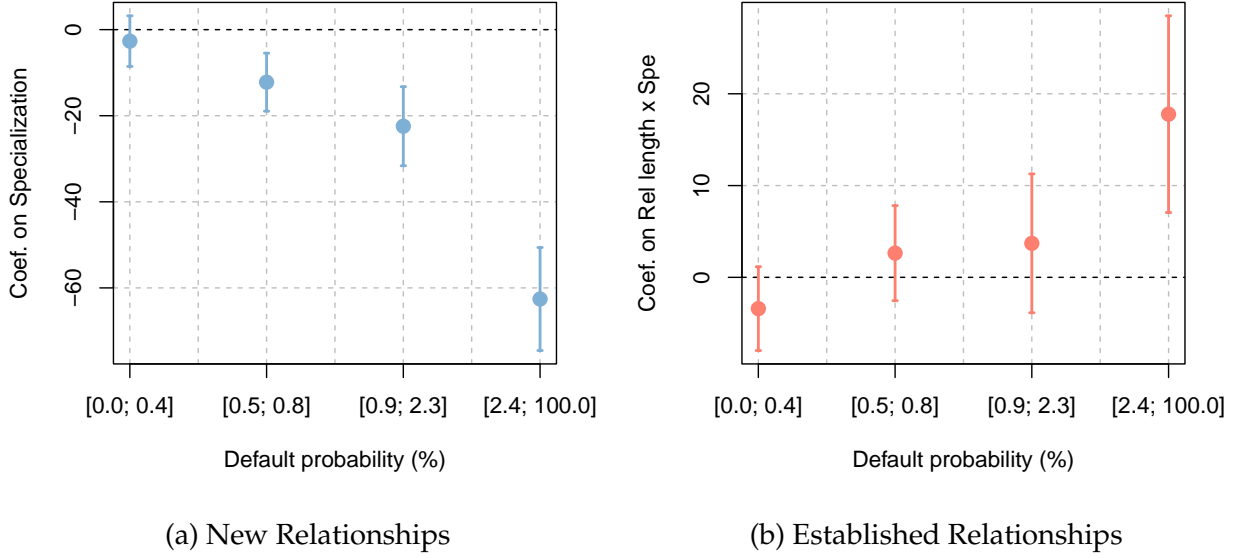 Coef. on Specialization
0
−20
−40
−60
[0.0; 0.4] [0.5; 0.8] [0.9; 2.3] [2.4; 100.0]
Default probability (%)
(a) New Relationships
Coef. on Rel length x Spe
20
10
0
[0.0; 0.4] [0.5; 0.8] [0.9; 2.3] [2.4; 100.0]
Default probability (%)
(b) Established Relationships